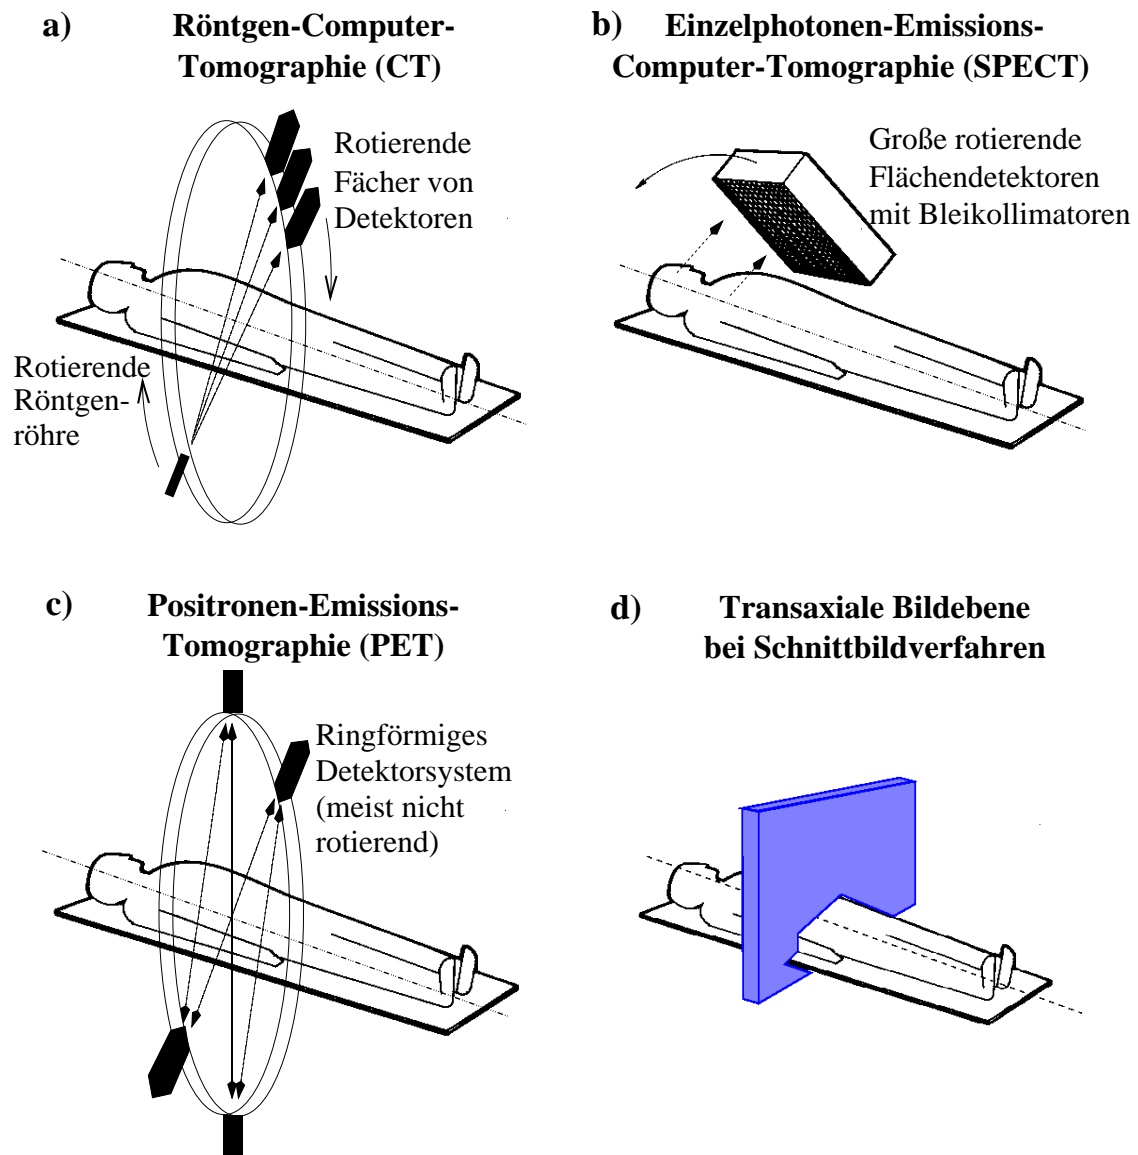 a)
Röntgen-Computer-
Tomographie (CT)
Rotierende
Fächer von
Detektoren
Rotierende
Röntgen-
röhre
b)
Einzelphotonen-Emissions-
Computer-Tomographie (SPECT)
Große rotierende
Flächendetektoren
mit Bleikollimatoren
c)
Positronen-Emissions-
Tomographie (PET)
Ringförmiges
Detektorsystem
(meist nicht
rotierend)
d)
Transaxiale Bildebene
bei Schnittbildverfahren